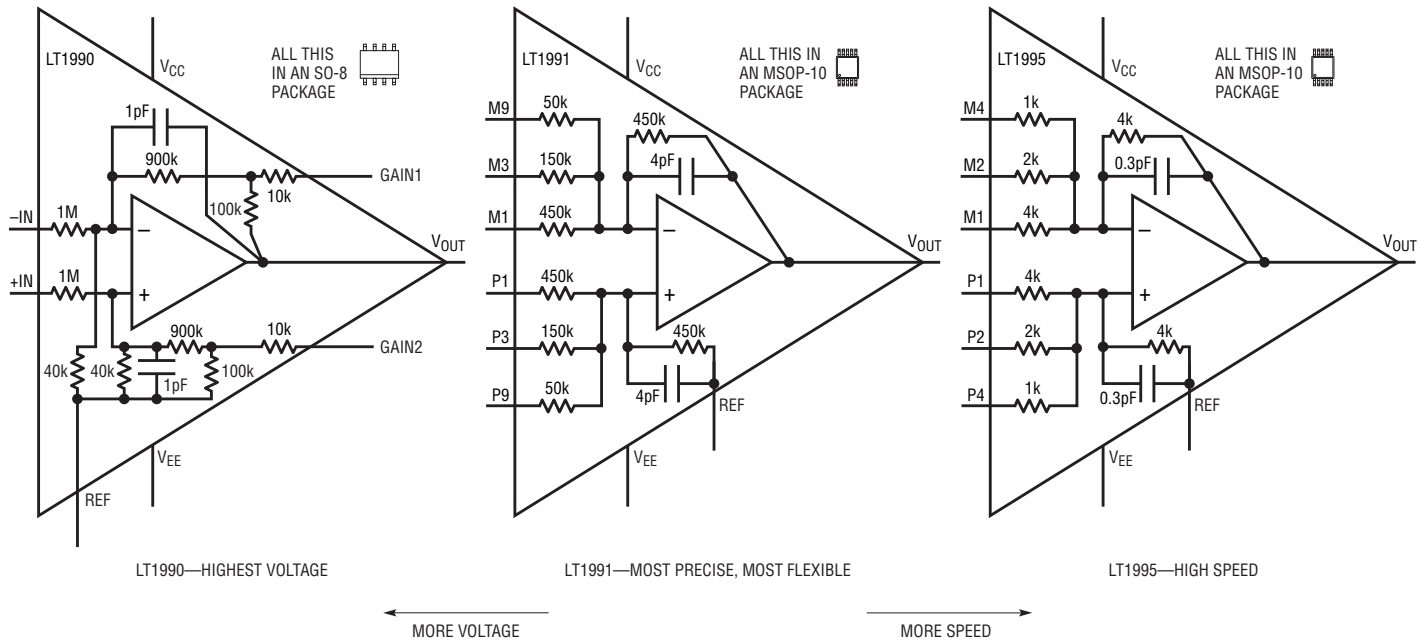 LT1990
VCC
ALL THIS
IN AN SO-8
PACKAGE
1pF
900k
10k
GAIN1
100k
–IN
1M
–
+IN
1M
+
VOUT
900k
10k
GAIN2
40k
40k
1pF
100k
VEE
REF
LT1990—HIGHEST VOLTAGE
LT1991
VCC
ALL THIS IN
AN MSOP-10
PACKAGE
M9
50k
450k
M3
150k
4pF
M1
450k
–
P1
450k
+
VOUT
P3
150k
450k
P9
50k
4pF
REF
VEE
LT1991—MOST PRECISE, MOST FLEXIBLE
LT1995
VCC
ALL THIS IN
AN MSOP-10
PACKAGE
M4
1k
4k
M2
2k
0.3pF
M1
4k
–
P1
4k
+
VOUT
P2
2k
4k
P4
1k
0.3pF
REF
VEE
LT1995—HIGH SPEED
MORE VOLTAGE
MORE SPEED